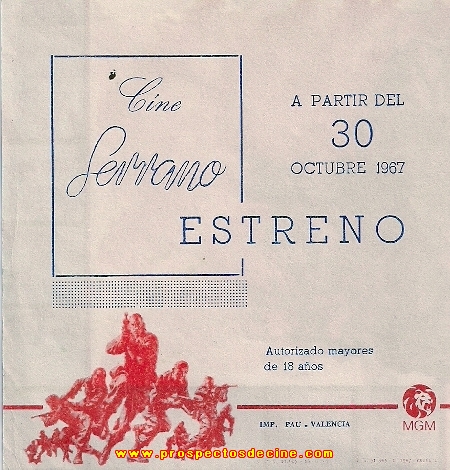 Cine
Serrano
A PARTIR DEL
30
OCTUBRE 1967
ESTRENO
Autorizado mayores
de 18 años
MGM
IMP. PAU - VALENCIA
www.prospectosdecine.com